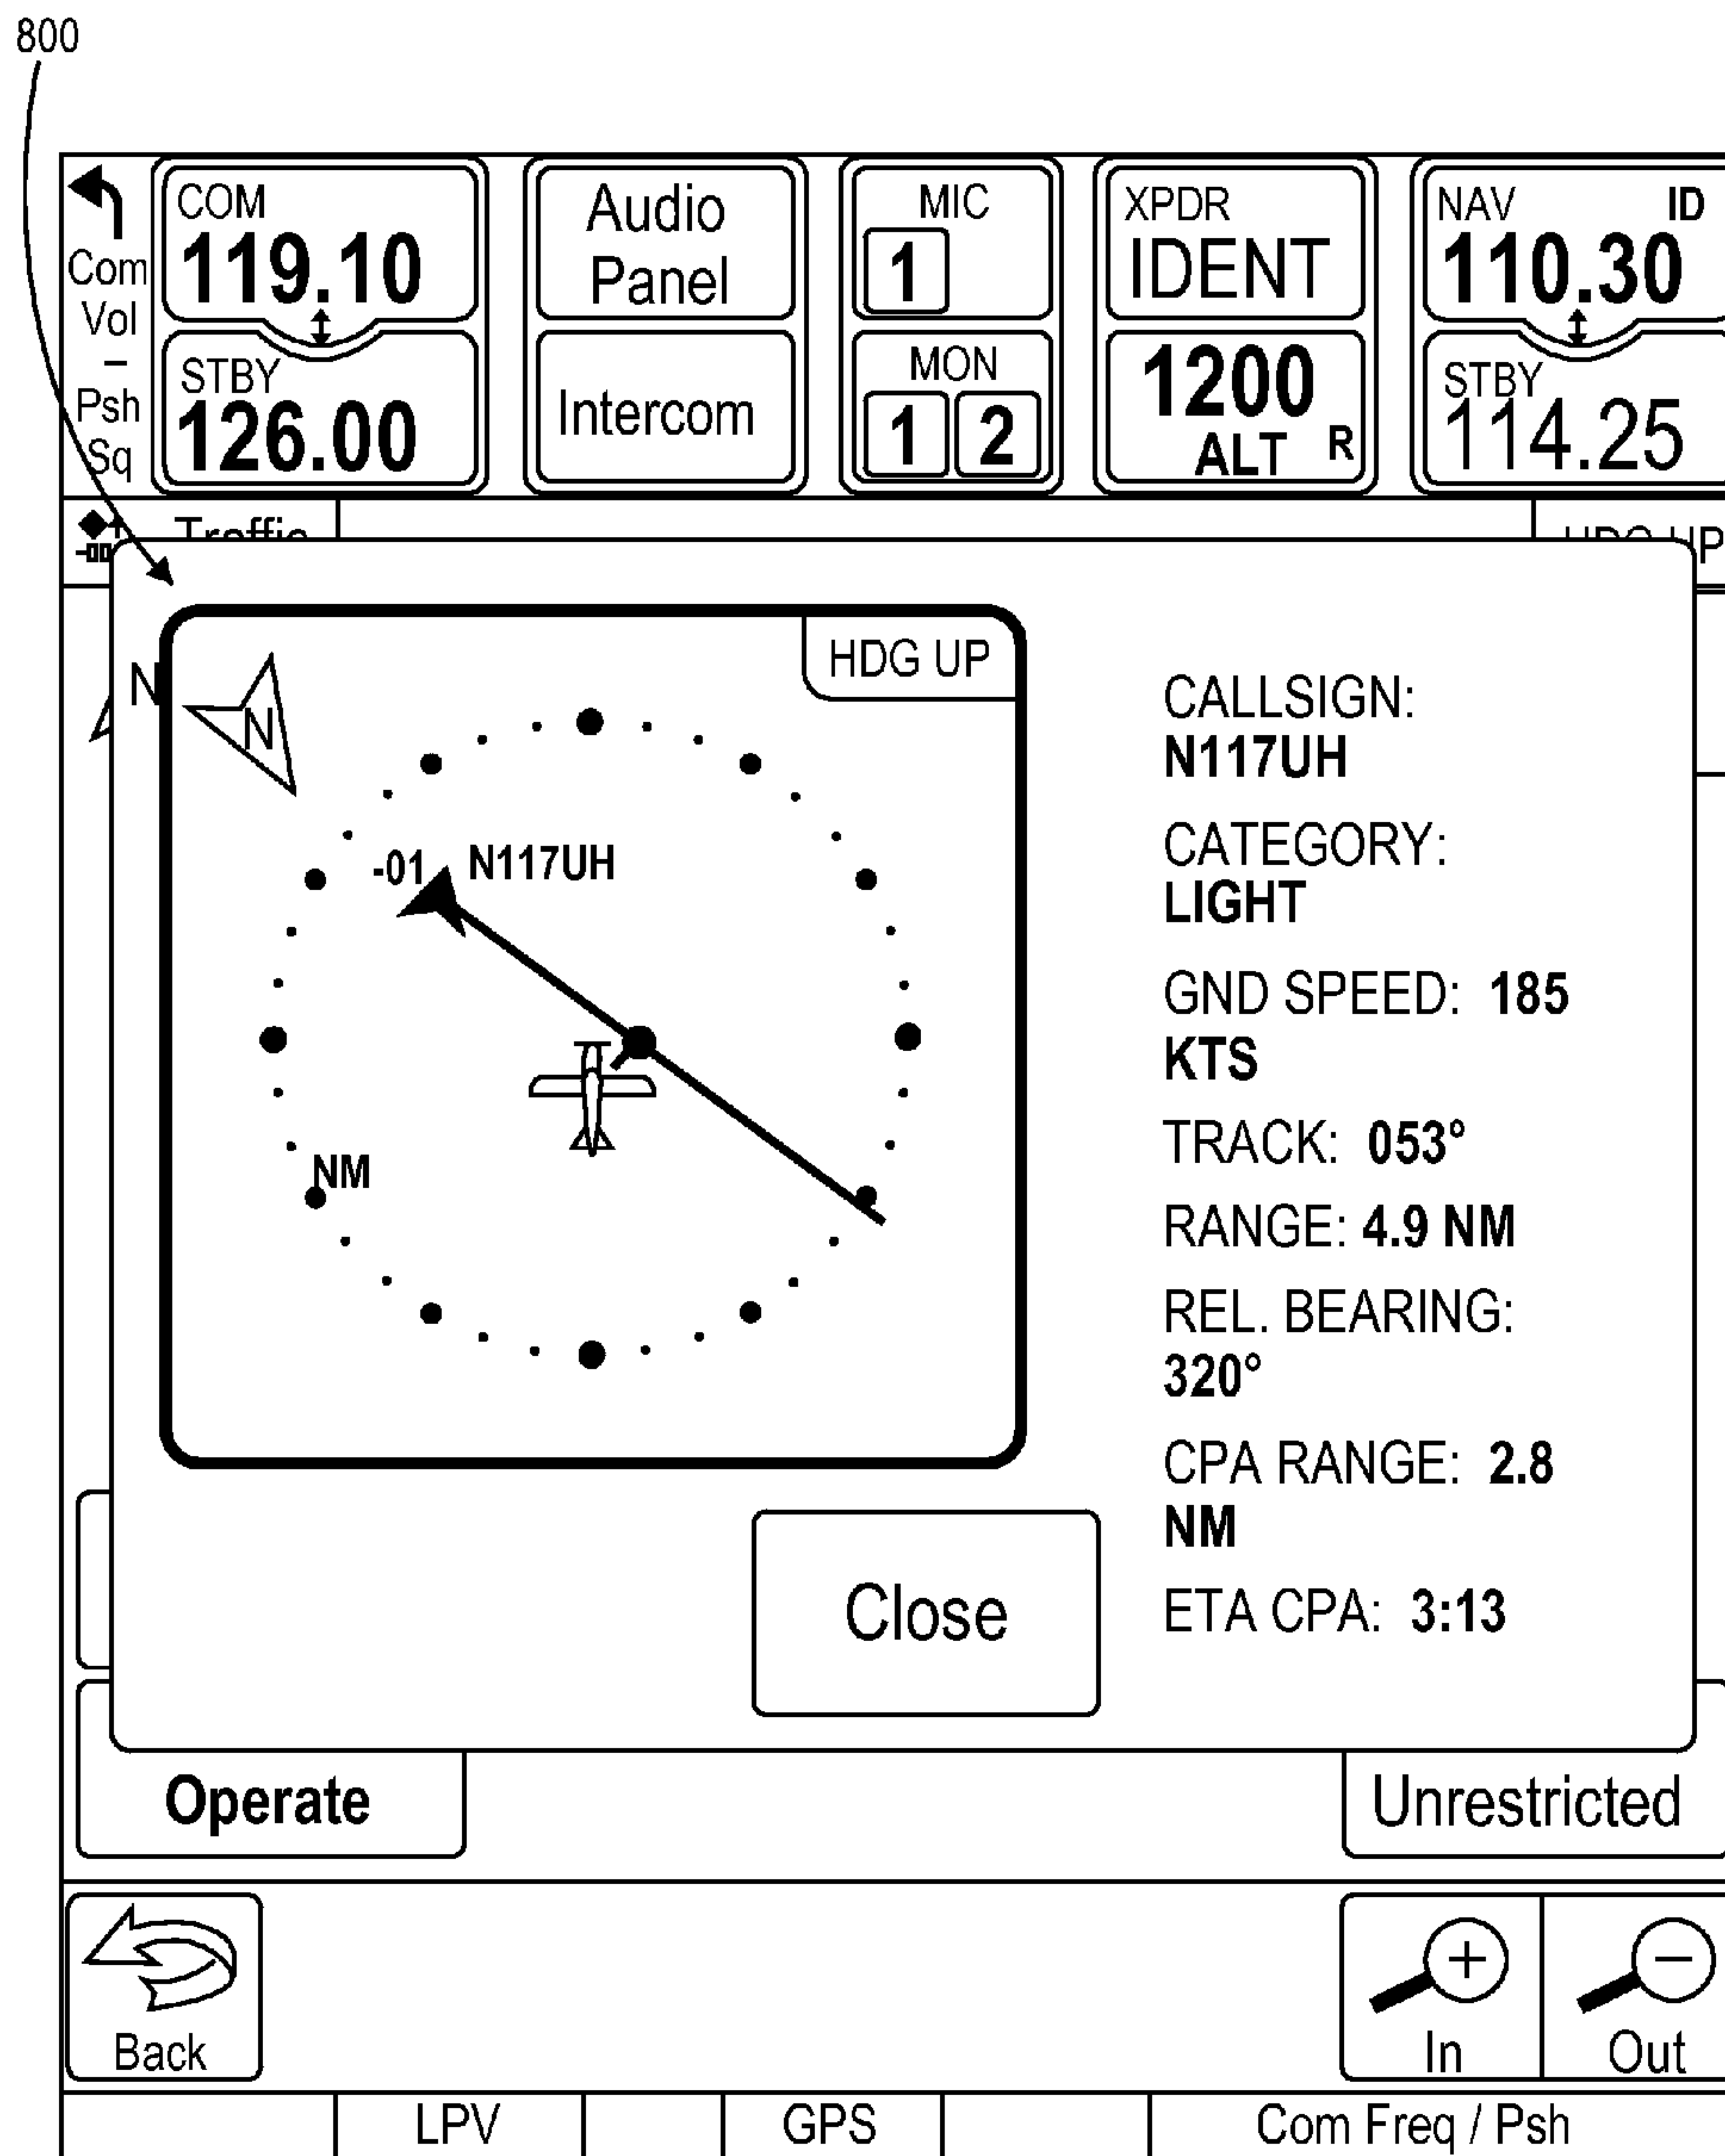 800
Com
Vol
–
Psh
Sq
COM
119.10
STBY
126.00
Audio
Panel
Intercom
MIC
1
MON
1 2
XPDR
IDENT
1200
ALT R
NAV ID
110.30
STBY
114.25
Traffic
N
N
HDG UP
-01 N117UH
NM
CALLSIGN:
N117UH
CATEGORY:
LIGHT
GND SPEED: 185
KTS
TRACK: 053°
RANGE: 4.9 NM
REL. BEARING:
320°
CPA RANGE: 2.8
NM
ETA CPA: 3:13
Close
Operate
Unrestricted
Back
In
Out
LPV
GPS
Com Freq / Psh